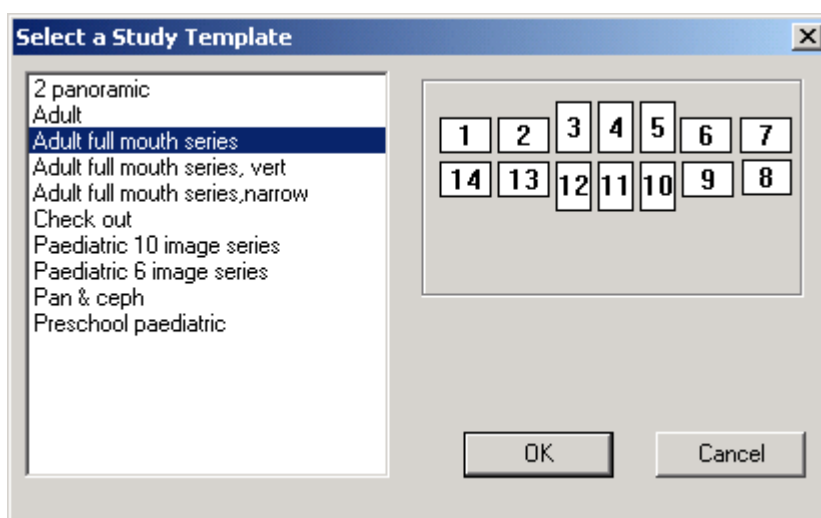 Select a Study Template
2 panoramic
Adult
Adult full mouth series
Adult full mouth series, vert
Adult full mouth series,narrow
Check out
Paediatric 10 image series
Paediatric 6 image series
Pan & ceph
Preschool paediatric
1 2 3 4 5 6 7
14 13 12 11 10 9 8
OK Cancel